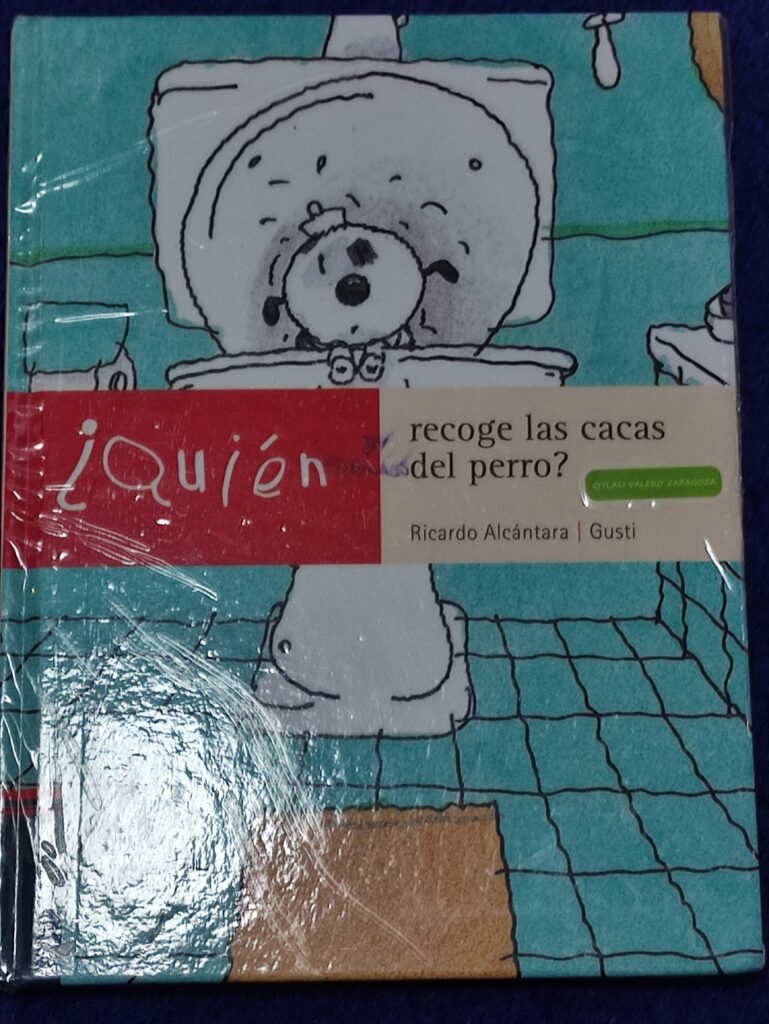 ¿Quién
recoge las cacas
del perro?
CITLALI VALERO ZARAGOZA
Ricardo Alcántara | Gusti